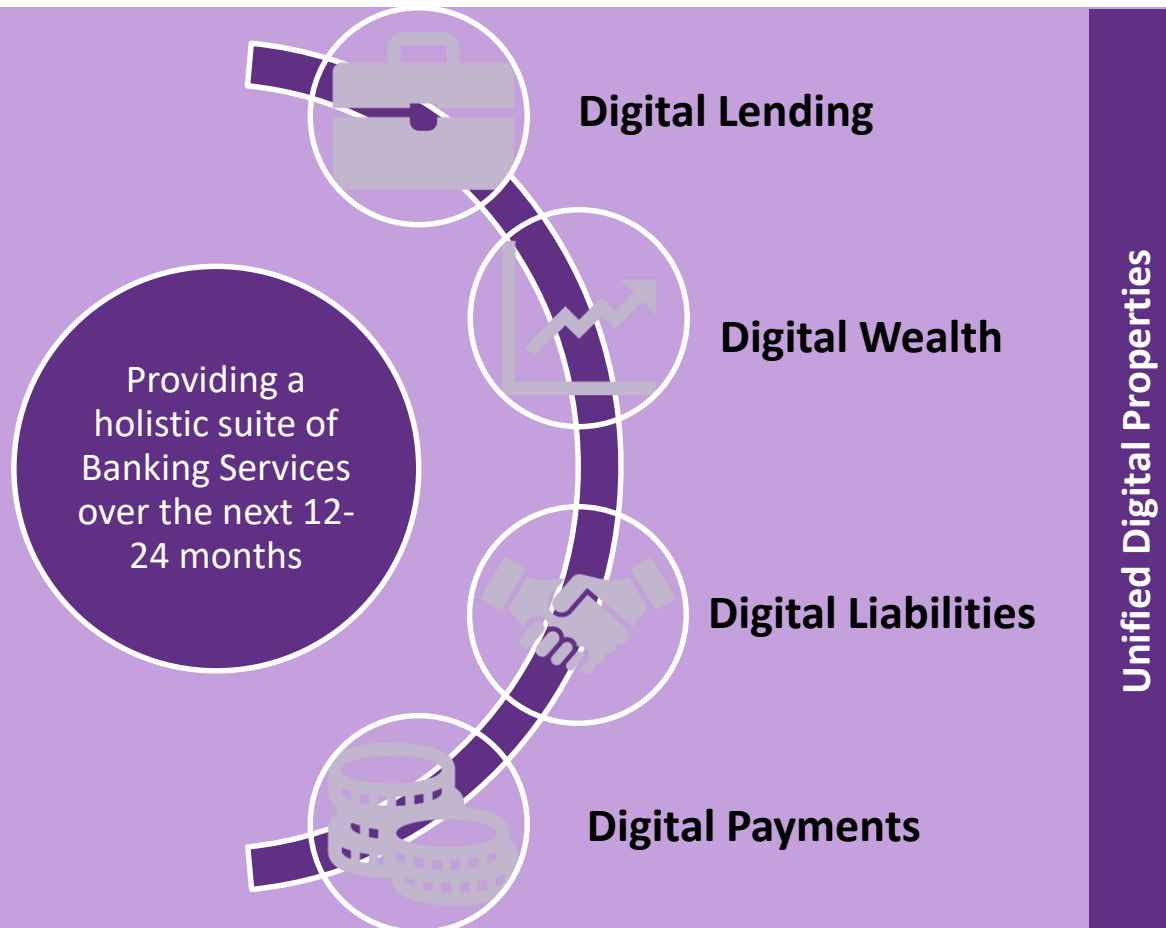 Digital Lending
Digital Wealth
Providing a
holistic suite of
Banking Services
over the next 12-
24 months
Digital Liabilities
Digital Payments
Unified Digital Properties